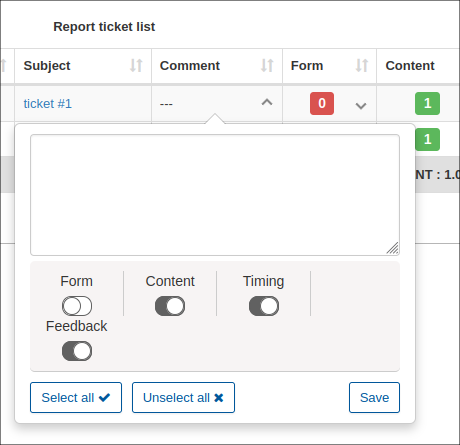 Report ticket list
Subject Comment Form Content
ticket #1 --- 0 1
1
NT : 1.0
Form Content Timing
Feedback
Select all Unselect all Save